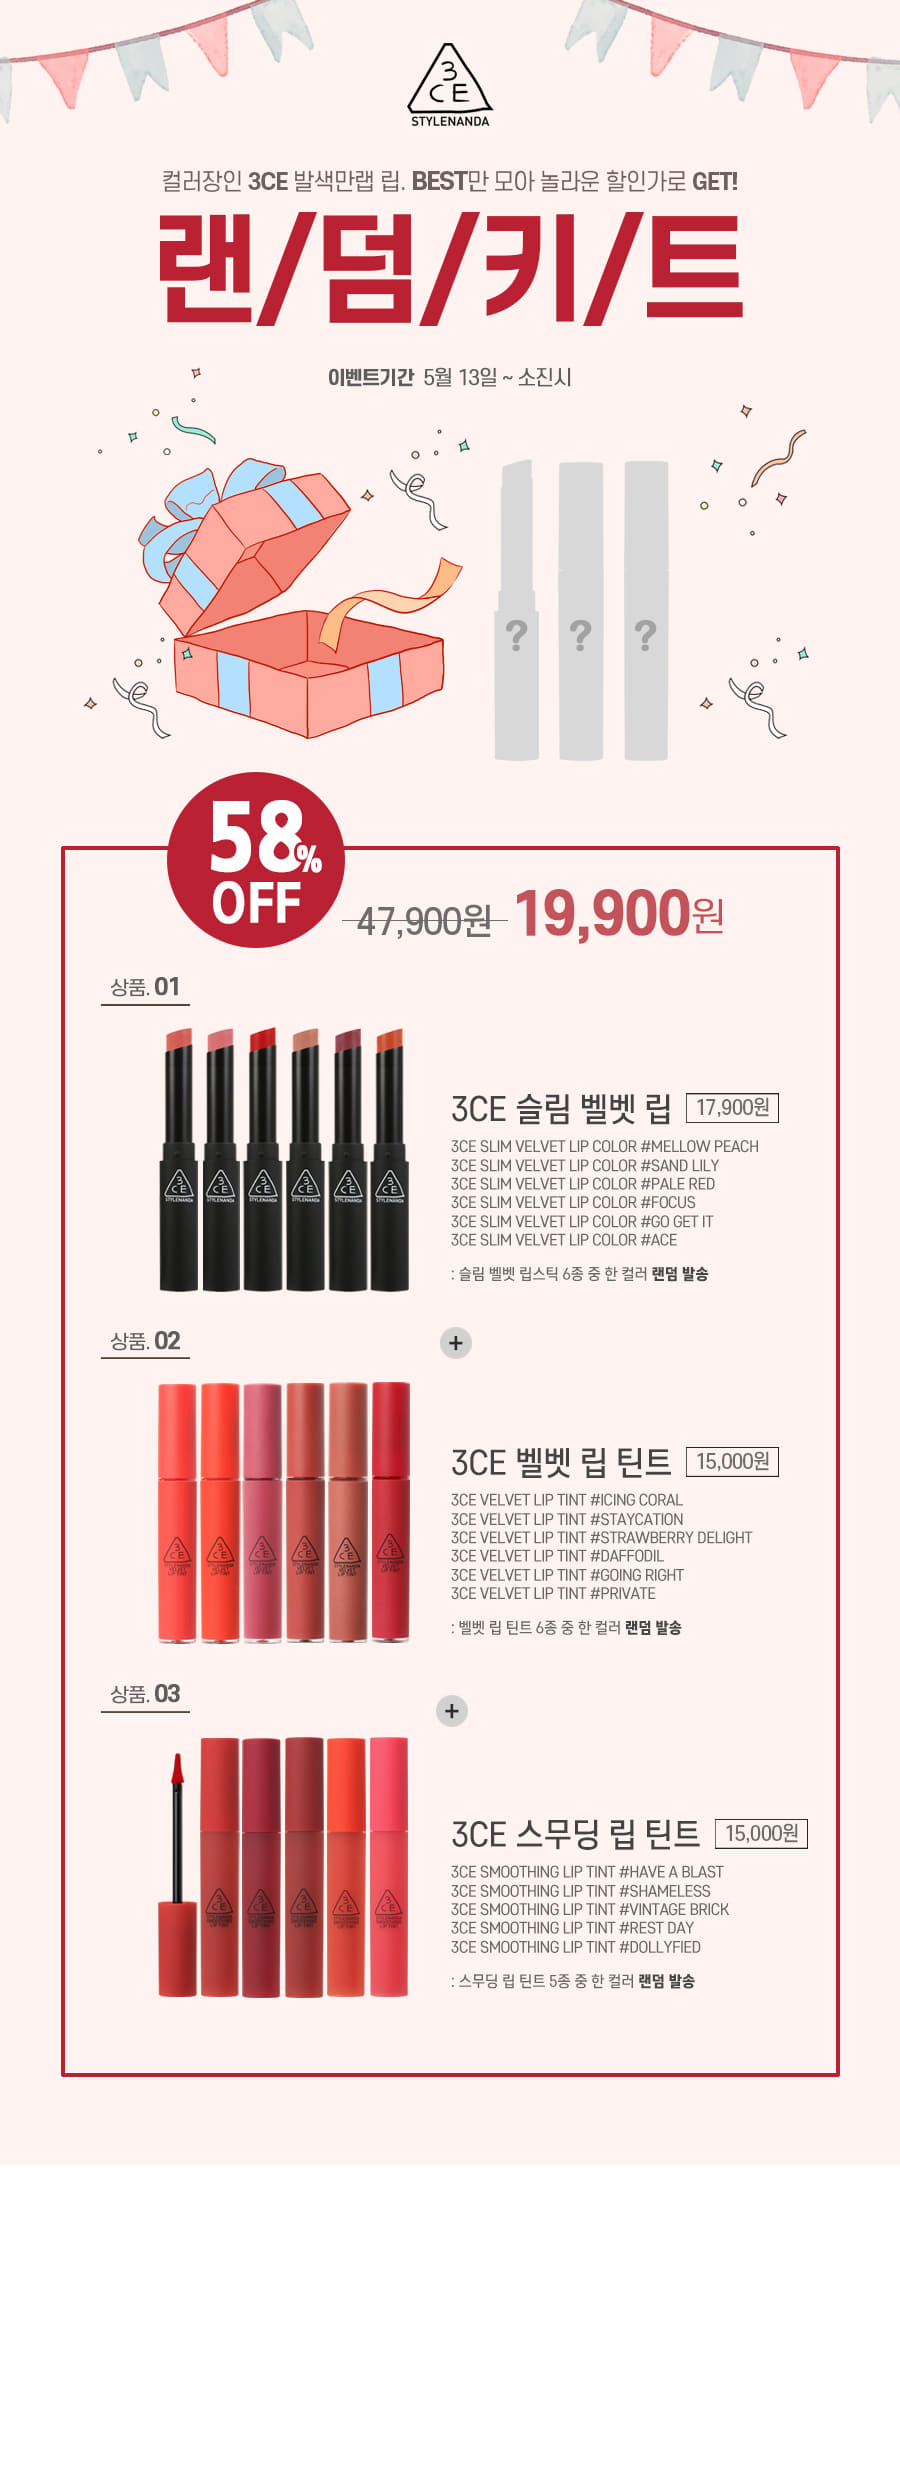 3
CE
STYLENANDA
컬러장인 3CE 발색만랩 립. BEST만 모아 놀라운 할인가로 GET!
랜/덤/키/트
이벤트기간 5월 13일 ~ 소진시
? ? ?
58%
OFF
47,900원 19,900원
상품. 01
3CE 슬림 벨벳 립 17,900원
3CE SLIM VELVET LIP COLOR #MELLOW PEACH
3CE SLIM VELVET LIP COLOR #SAND LILY
3CE SLIM VELVET LIP COLOR #PALE RED
3CE SLIM VELVET LIP COLOR #FOCUS
3CE SLIM VELVET LIP COLOR #GO GET IT
3CE SLIM VELVET LIP COLOR #ACE
: 슬림 벨벳 립스틱 6종 중 한 컬러 랜덤 발송
상품. 02
+
3CE 벨벳 립 틴트 15,000원
3CE VELVET LIP TINT #ICING CORAL
3CE VELVET LIP TINT #STAYCATION
3CE VELVET LIP TINT #STRAWBERRY DELIGHT
3CE VELVET LIP TINT #DAFFODIL
3CE VELVET LIP TINT #GOING RIGHT
3CE VELVET LIP TINT #PRIVATE
: 벨벳 립 틴트 6종 중 한 컬러 랜덤 발송
상품. 03
+
3CE 스무딩 립 틴트 15,000원
3CE SMOOTHING LIP TINT #HAVE A BLAST
3CE SMOOTHING LIP TINT #SHAMELESS
3CE SMOOTHING LIP TINT #VINTAGE BRICK
3CE SMOOTHING LIP TINT #REST DAY
3CE SMOOTHING LIP TINT #DOLLYFIED
: 스무딩 립 틴트 5종 중 한 컬러 랜덤 발송